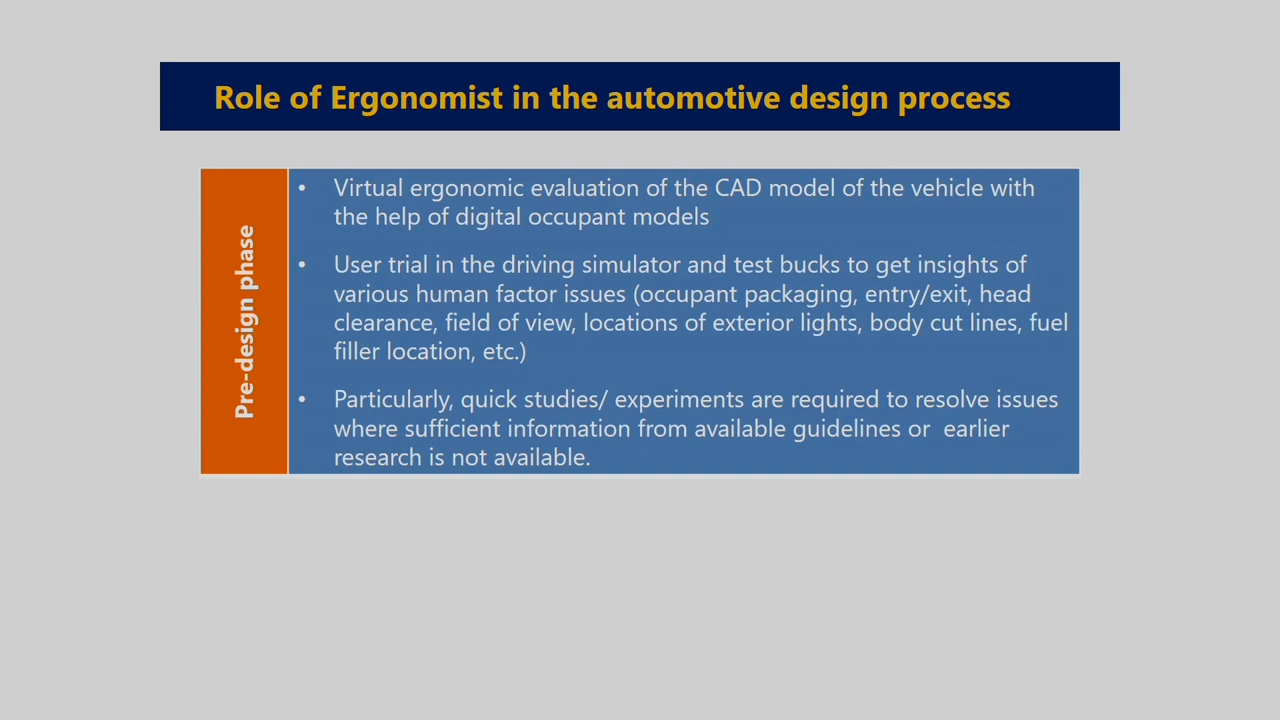 Role of Ergonomist in the automotive design process
Pre-design phase
• Virtual ergonomic evaluation of the CAD model of the vehicle with
the help of digital occupant models
• User trial in the driving simulator and test bucks to get insights of
various human factor issues (occupant packaging, entry/exit, head
clearance, field of view, locations of exterior lights, body cut lines, fuel
filler location, etc.)
• Particularly, quick studies/ experiments are required to resolve issues
where sufficient information from available guidelines or  earlier
research is not available.